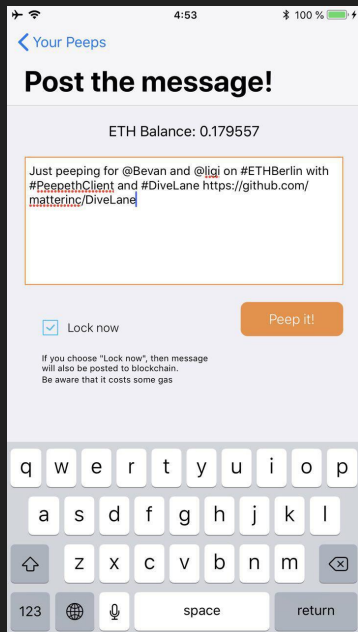 4:53
100 %
Your Peeps
Post the message!
ETH Balance: 0.179557
Just peeping for @Bevan and @ligi on #ETHBerlin with
#PeepethClient and #DiveLane https://github.com/
matterinc/DiveLane
Lock now
Peep it!
If you choose "Lock now", then message
will also be posted to blockchain.
Be aware that it costs some gas
q w e r t y u i o p
a s d f g h j k l
z x c v b n m
123 space return